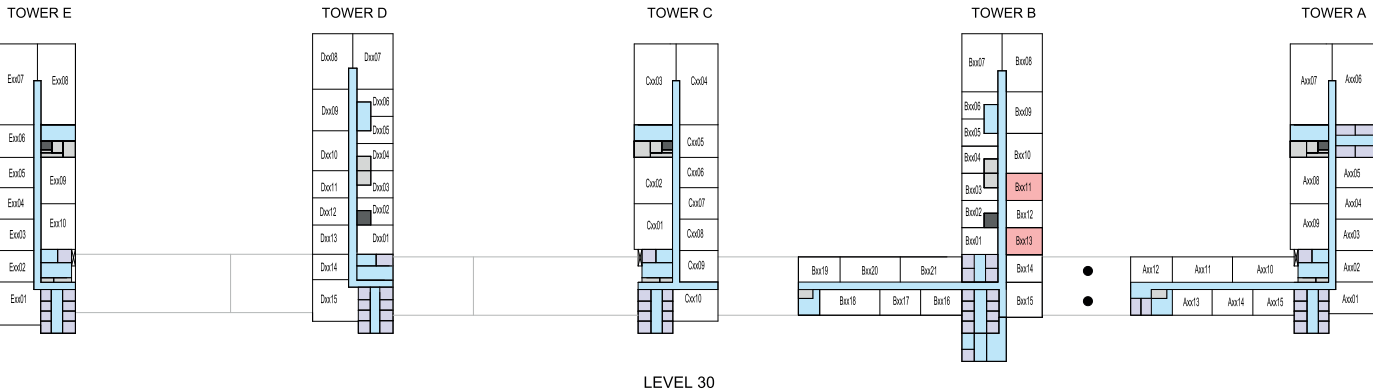 TOWER E
TOWER D
TOWER C
TOWER B
TOWER A
Exx07
Exx08
Exx06
Exx05
Exx09
Exx04
Exx10
Exx03
Exx02
Exx01
Dxx08
Dxx07
Dxx06
Dxx09
Dxx05
Dxx10
Dxx04
Dxx11
Dxx03
Dxx12
Dxx02
Dxx13
Dxx01
Dxx14
Dxx15
Cxx03
Cxx04
Cxx05
Cxx06
Cxx02
Cxx07
Cxx01
Cxx08
Cxx09
Cxx10
Bxx07
Bxx08
Bxx06
Bxx09
Bxx05
Bxx04
Bxx10
Bxx03
Bxx11
Bxx02
Bxx12
Bxx01
Bxx13
Bxx19
Bxx20
Bxx21
Bxx14
Bxx18
Bxx17
Bxx16
Bxx15
Axx07
Axx06
Axx08
Axx05
Axx04
Axx09
Axx03
Axx12
Axx11
Axx10
Axx02
Axx13
Axx14
Axx15
Axx01
LEVEL 30